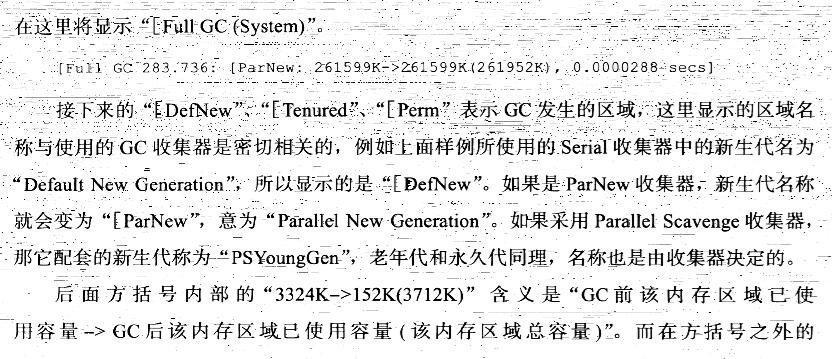 在这里将显示“[Full GC (System)”。
[Full GC 283.736: [ParNew: 261599K->261599K(261952K), 0.0000288 secs]
接下来的“[DefNew”、“[Tenured”、“[Perm”表示 GC 发生的区域，这里显示的区域名
称与使用的 GC 收集器是密切相关的，例如上面样例所使用的 Serial 收集器中的新生代名为
“Default New Generation”，所以显示的是“[DefNew”。如果是 ParNew 收集器，新生代名称
就会变为“[ParNew”，意为“Parallel New Generation”。如果采用 Parallel Scavenge 收集器，
那它配套的新生代称为“PSYoungGen”，老年代和永久代同理，名称也是由收集器决定的。
后面方括号内部的“3324K->152K(3712K)”含义是“GC 前该内存区域已使
用容量 -> GC 后该内存区域已使用容量 (该内存区域总容量)”。而在方括号之外的